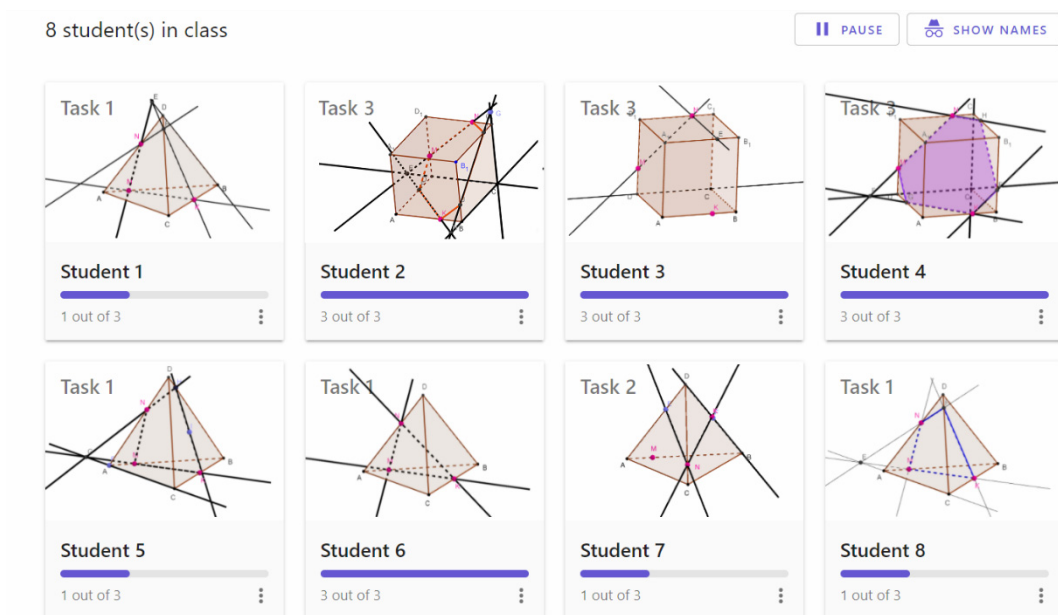 8 student(s) in class
PAUSE
SHOW NAMES
Task 1
Task 3
Task 3
Task 3
Student 1
Student 2
Student 3
Student 4
1 out of 3
3 out of 3
3 out of 3
3 out of 3
Task 1
Task 1
Task 2
Task 1
Student 5
Student 6
Student 7
Student 8
1 out of 3
3 out of 3
1 out of 3
1 out of 3